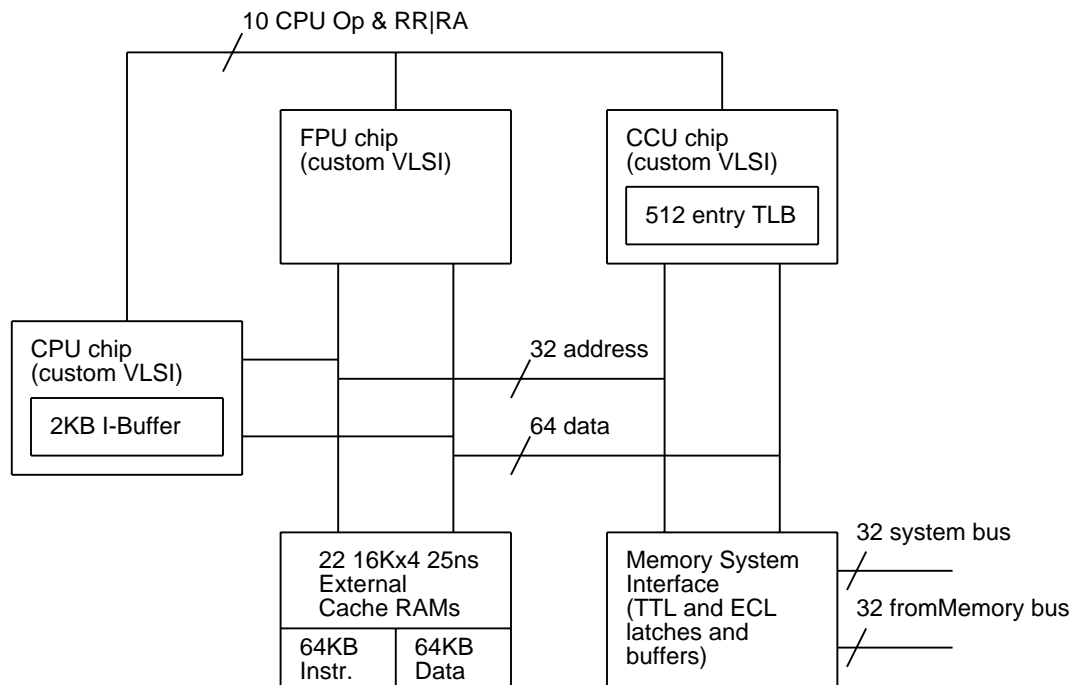 10 CPU Op & RR|RA
FPU chip
(custom VLSI)
CCU chip
(custom VLSI)
512 entry TLB
CPU chip
(custom VLSI)
2KB I-Buffer
32 address
64 data
22 16Kx4 25ns
External
Cache RAMs
64KB
Instr.
64KB
Data
Memory System
Interface
(TTL and ECL
latches and
buffers)
32 system bus
32 fromMemory bus